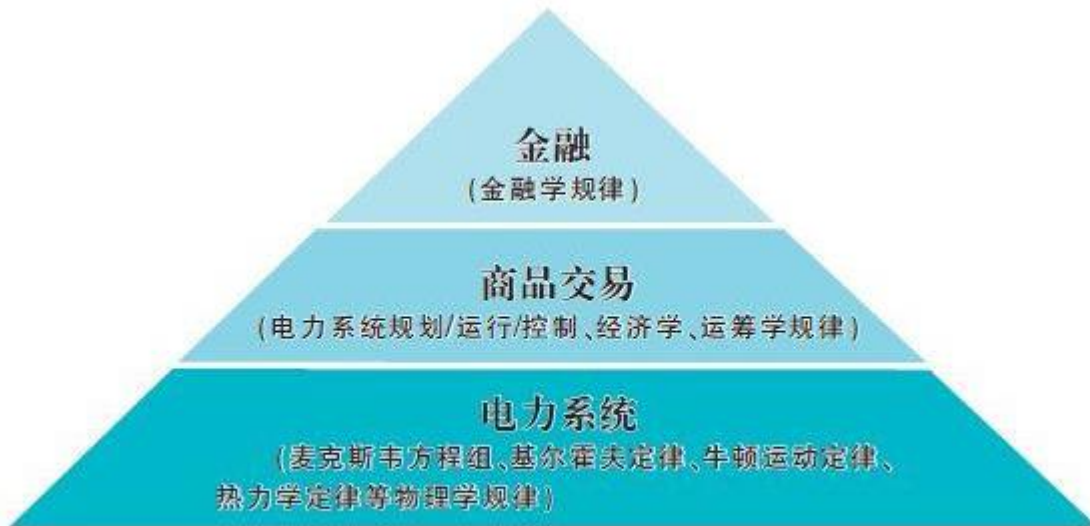 金融
(金融学规律)
商品交易
(电力系统规划/运行/控制、经济学、运筹学规律)
电力系统
(麦克斯韦方程组、基尔霍夫定律、牛顿运动定律、
热力学定律等物理学规律)